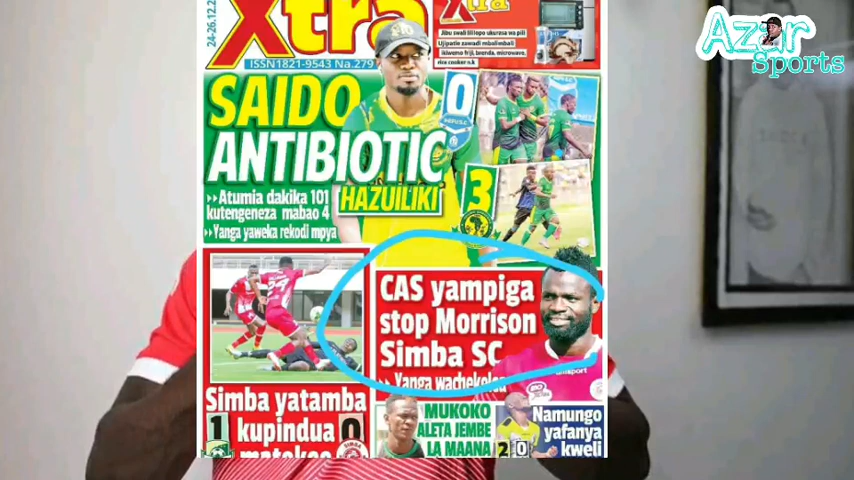 24-26.12.2
Xtra
ISSN1821-9543 Na.279
Xtra
Jibu swali lililopo ukurasa wa pili
Ujipatie zawadi mbalimbali
ikiwemo friji, brenda, microwave,
rice cooker n.k
Azar
Sports
SAIDO
ANTIBIOTIC
HAZUILIKI
Atumia dakika 101
kutengeneza mabao 4
Yanga yaweka rekodi mpya
0
3
CAS yampiga
stop Morrison
Simba SC
Yanga wachekelea
24
Simba yatamba
kupindua
matokeo
1
0
MUKOKO
ALETA JEMBE
LA MAANA
Namungo
yafanya
kweli
2 0